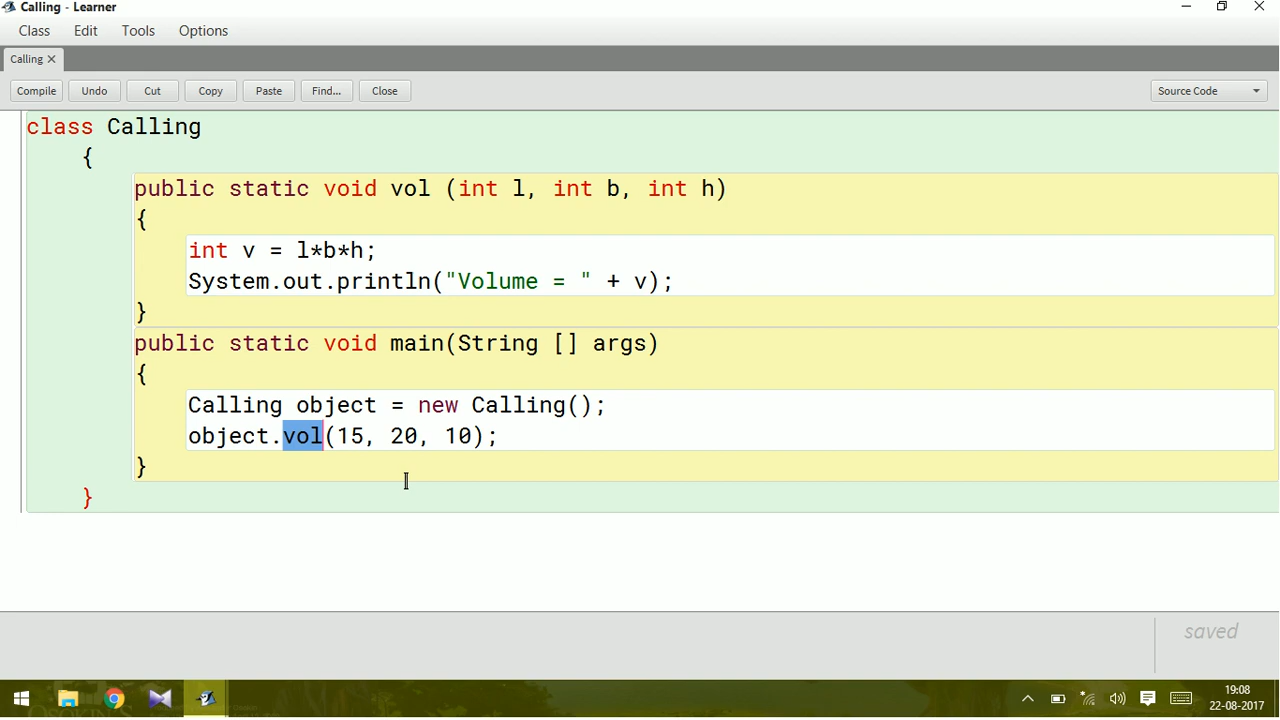 Calling - Learner
Class Edit Tools Options
Calling
Compile Undo Cut Copy Paste Find... Close Source Code
class Calling
{
public static void vol (int l, int b, int h)
{
int v = l*b*h;
System.out.println("Volume = " + v);
}
public static void main(String [] args)
{
Calling object = new Calling();
object.vol(15, 20, 10);
}
}
saved
19:08
22-08-2017